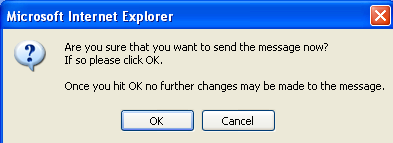 Microsoft Internet Explorer
Are you sure that you want to send the message now?
If so please click OK.
Once you hit OK no further changes may be made to the message.
OK
Cancel